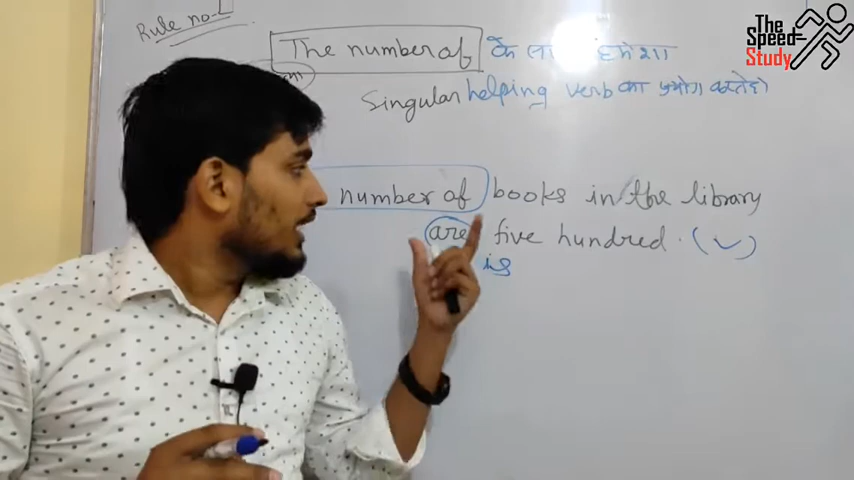 Rule no-1
The number of के
Singular helping verb का प्रयोग करते है
number of books in the library
are five hundred. (✓)
is
The
Speed
Study